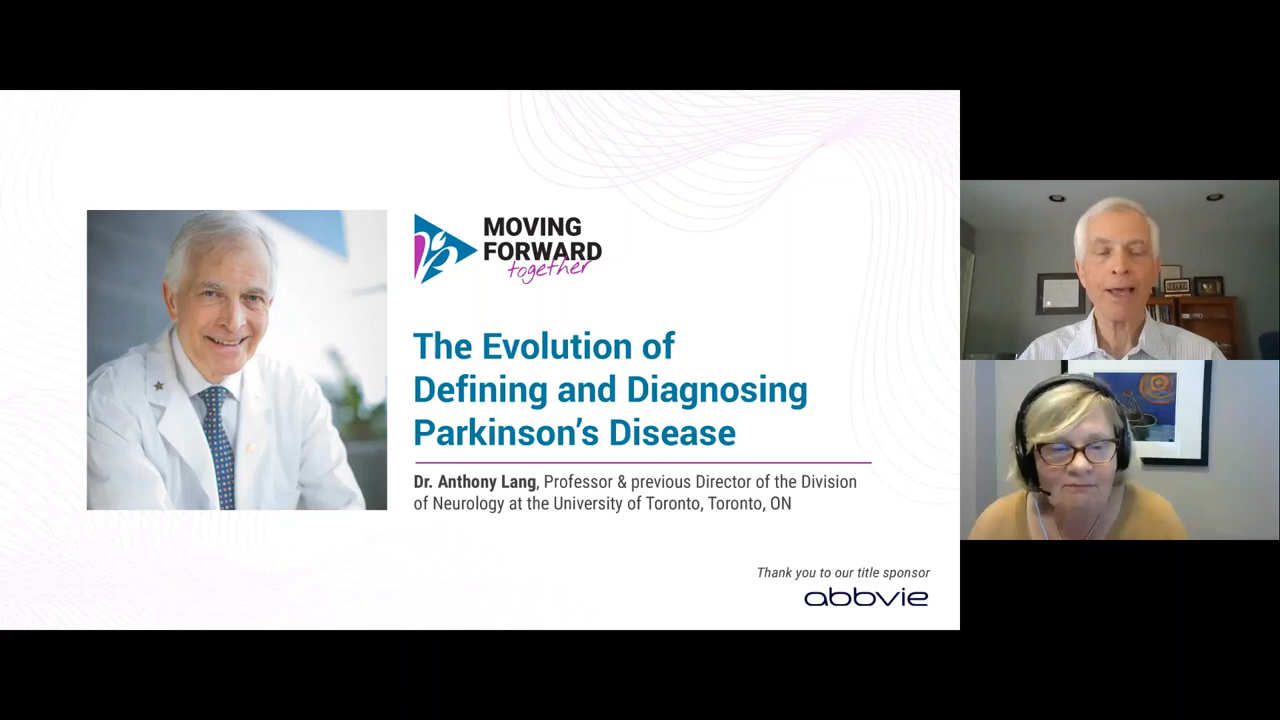 MOVING
FORWARD
together
The Evolution of
Defining and Diagnosing
Parkinson's Disease
Dr. Anthony Lang, Professor & previous Director of the Division
of Neurology at the University of Toronto, Toronto, ON
Thank you to our title sponsor
abbvie